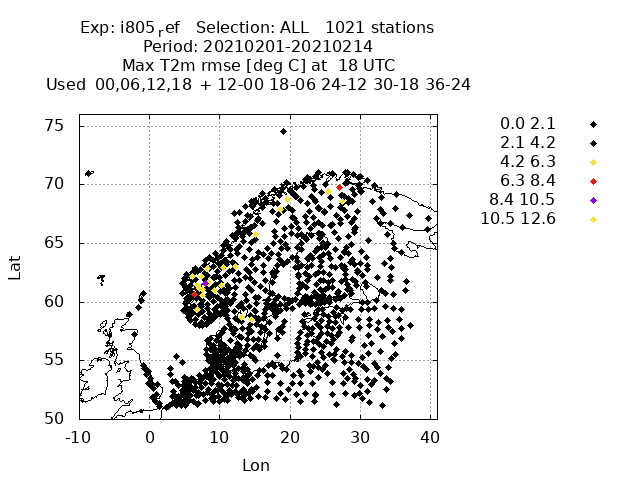 Exp: i805ref Selection: ALL 1021 stations
Period: 20210201-20210214
Max T2m rmse [deg C] at 18 UTC
Used 00,06,12,18 + 12-00 18-06 24-12 30-18 36-24
0.0 2.1
2.1 4.2
4.2 6.3
6.3 8.4
8.4 10.5
10.5 12.6
Lat
75
70
65
60
55
50
-10 0 10 20 30 40
Lon